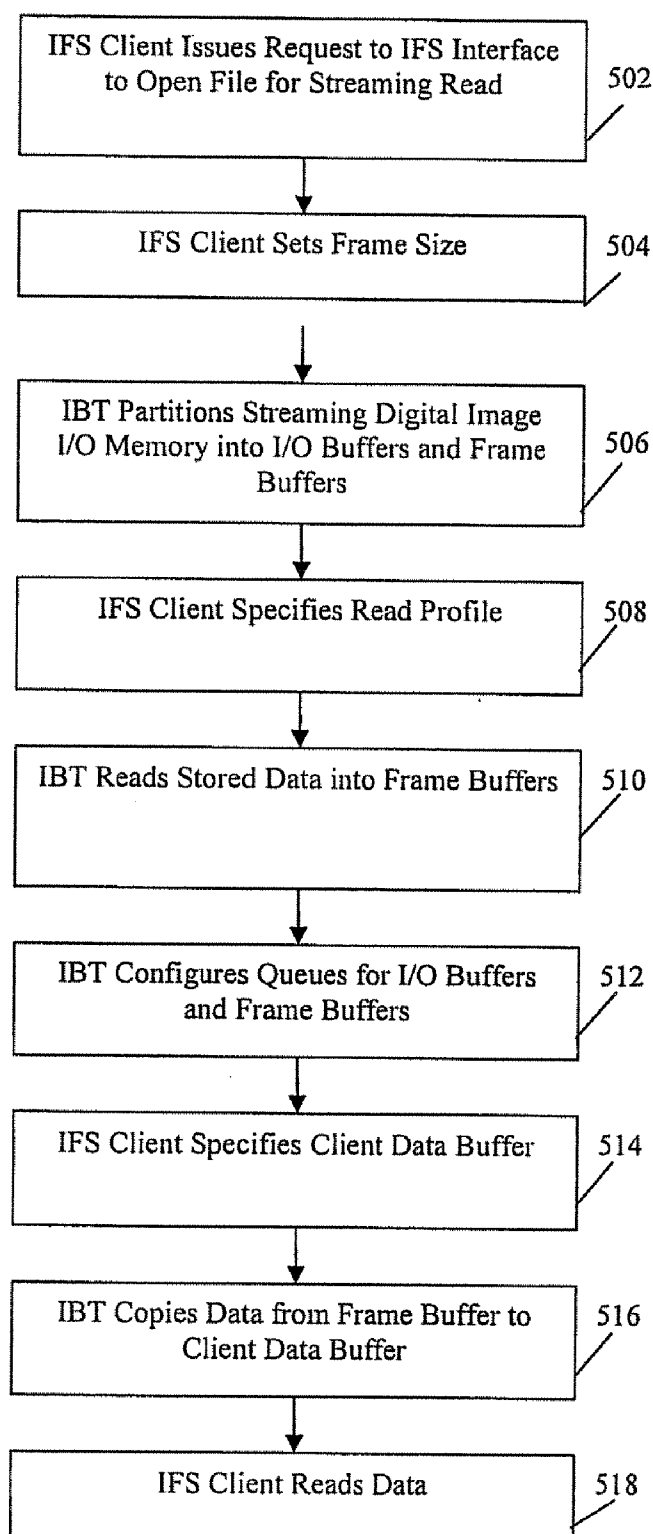 IFS Client Issues Request to IFS Interface
to Open File for Streaming Read
502
IFS Client Sets Frame Size
504
IBT Partitions Streaming Digital Image
I/O Memory into I/O Buffers and Frame
Buffers
506
IFS Client Specifies Read Profile
508
IBT Reads Stored Data into Frame Buffers
510
IBT Configures Queues for I/O Buffers
and Frame Buffers
512
IFS Client Specifies Client Data Buffer
514
IBT Copies Data from Frame Buffer to
Client Data Buffer
516
IFS Client Reads Data
518